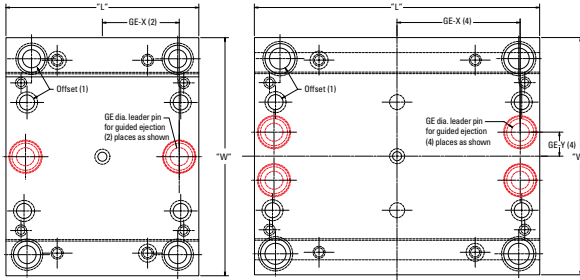 "L"
GE-X (2)
Offset (1)
GE dia. leader pin
for guided ejection
(2) places as shown
"W"
"L"
GE-X (4)
Offset (1)
GE dia. leader pin
for guided ejection
(4) places as shown
GE-Y (4)